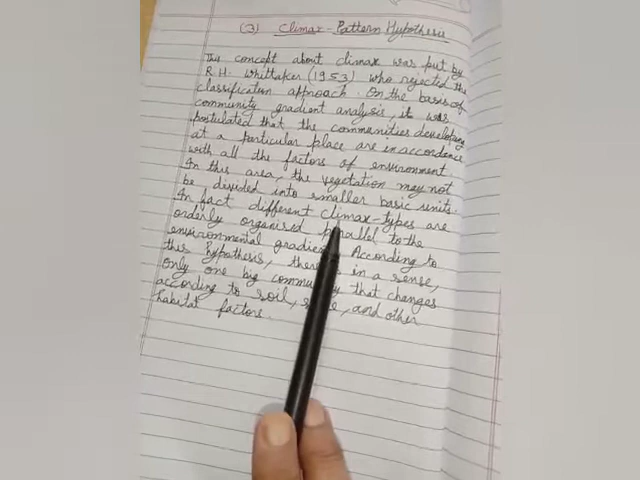 (3) Climax-Pattern Hypothesis
This concept about climax was put by
R.H. Whittaker (1953) who rejected the
classification approach. On the basis of
community gradient analysis, it was
postulated that the communities developing
at a particular place are in accordance
with all the factors of environment.
In this area, the vegetation may not
be divided into smaller basic units.
In fact different climax-types are
orderly organised parallel to the
environmental According to
this hypothesis, in a sense,
only one big that changes
according to soil, and other
habitat factors.